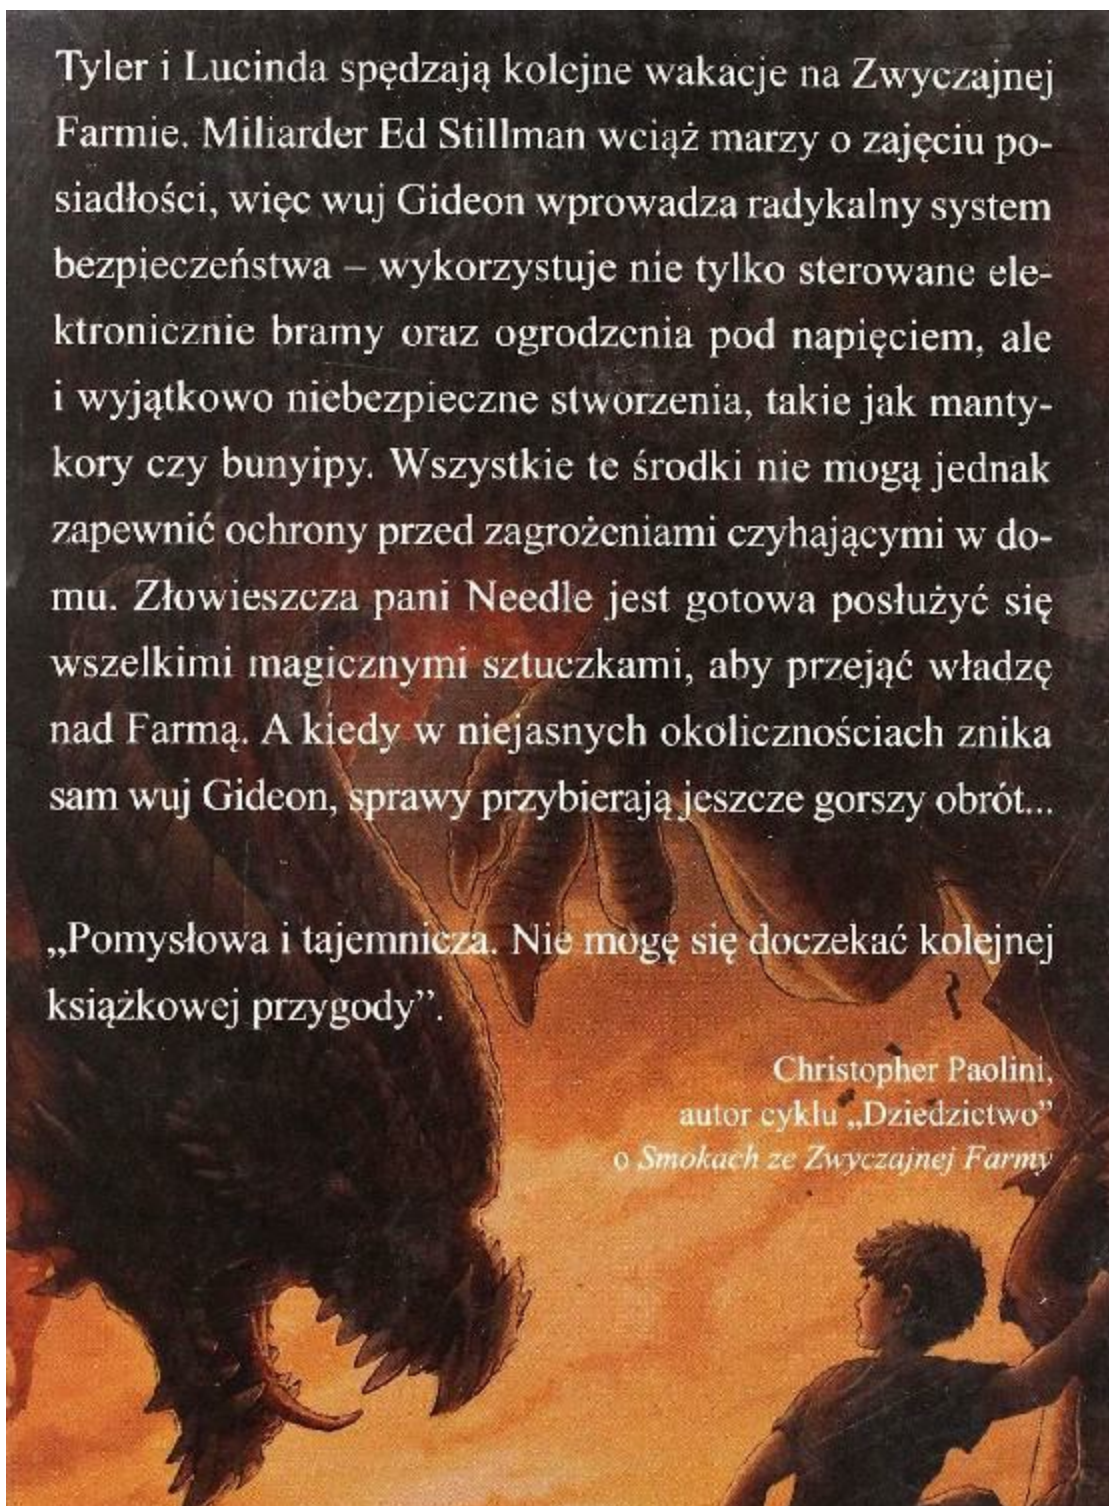 Tyler i Lucinda spędzają kolejne wakacje na Zwyczajnej
Farmie. Miliarder Ed Stillman wciąż marzy o zajęciu po-
siadłości, więc wuj Gideon wprowadza radykalny system
bezpieczeństwa – wykorzystuje nie tylko sterowane ele-
ktronicznie bramy oraz ogrodzenia pod napięciem, ale
i wyjątkowo niebezpieczne stworzenia, takie jak manty-
kory czy bunyipy. Wszystkie te środki nie mogą jednak
zapewnić ochrony przed zagrożeniami czyhającymi w do-
mu. Złowieszcza pani Needle jest gotowa posłużyć się
wszelkimi magicznymi sztuczkami, aby przejąć władzę
nad Farmą. A kiedy w niejasnych okolicznościach znika
sam wuj Gideon, sprawy przybierają jeszcze gorszy obrót...
„Pomysłowa i tajemnicza. Nie mogę się doczekać kolejnej
książkowej przygody”.
Christopher Paolini,
autor cyklu „Dziedzictwo”
o Smokach ze Zwyczajnej Farmy